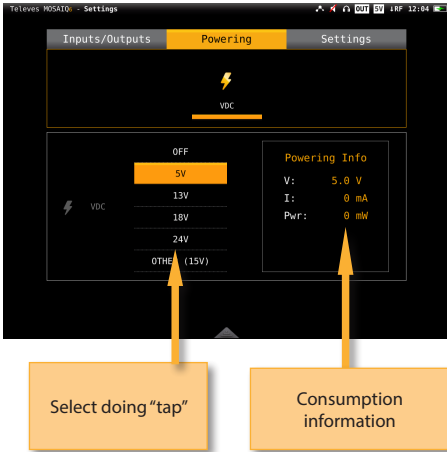 Televes MOSAIQ6 - Settings OUT 5V RF 12:04
Inputs/Outputs Powering Settings
VDC
OFF
5V
13V
VDC
18V
24V
OTHE (15V)
Powering Info
V: 5.0 V
I: 0 mA
Pwr: 0 mW
Select doing “tap”
Consumption
information